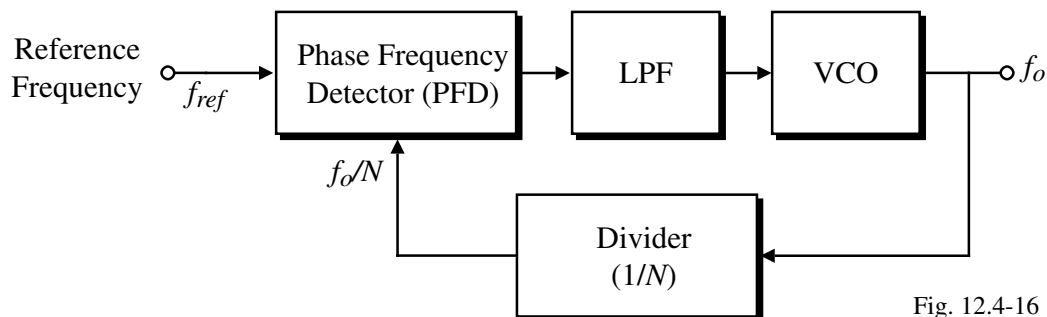 Reference
Frequency
f_ref
Phase Frequency
Detector (PFD)
LPF
VCO
f_o
f_o/N
Divider
(1/N)
Fig. 12.4-16